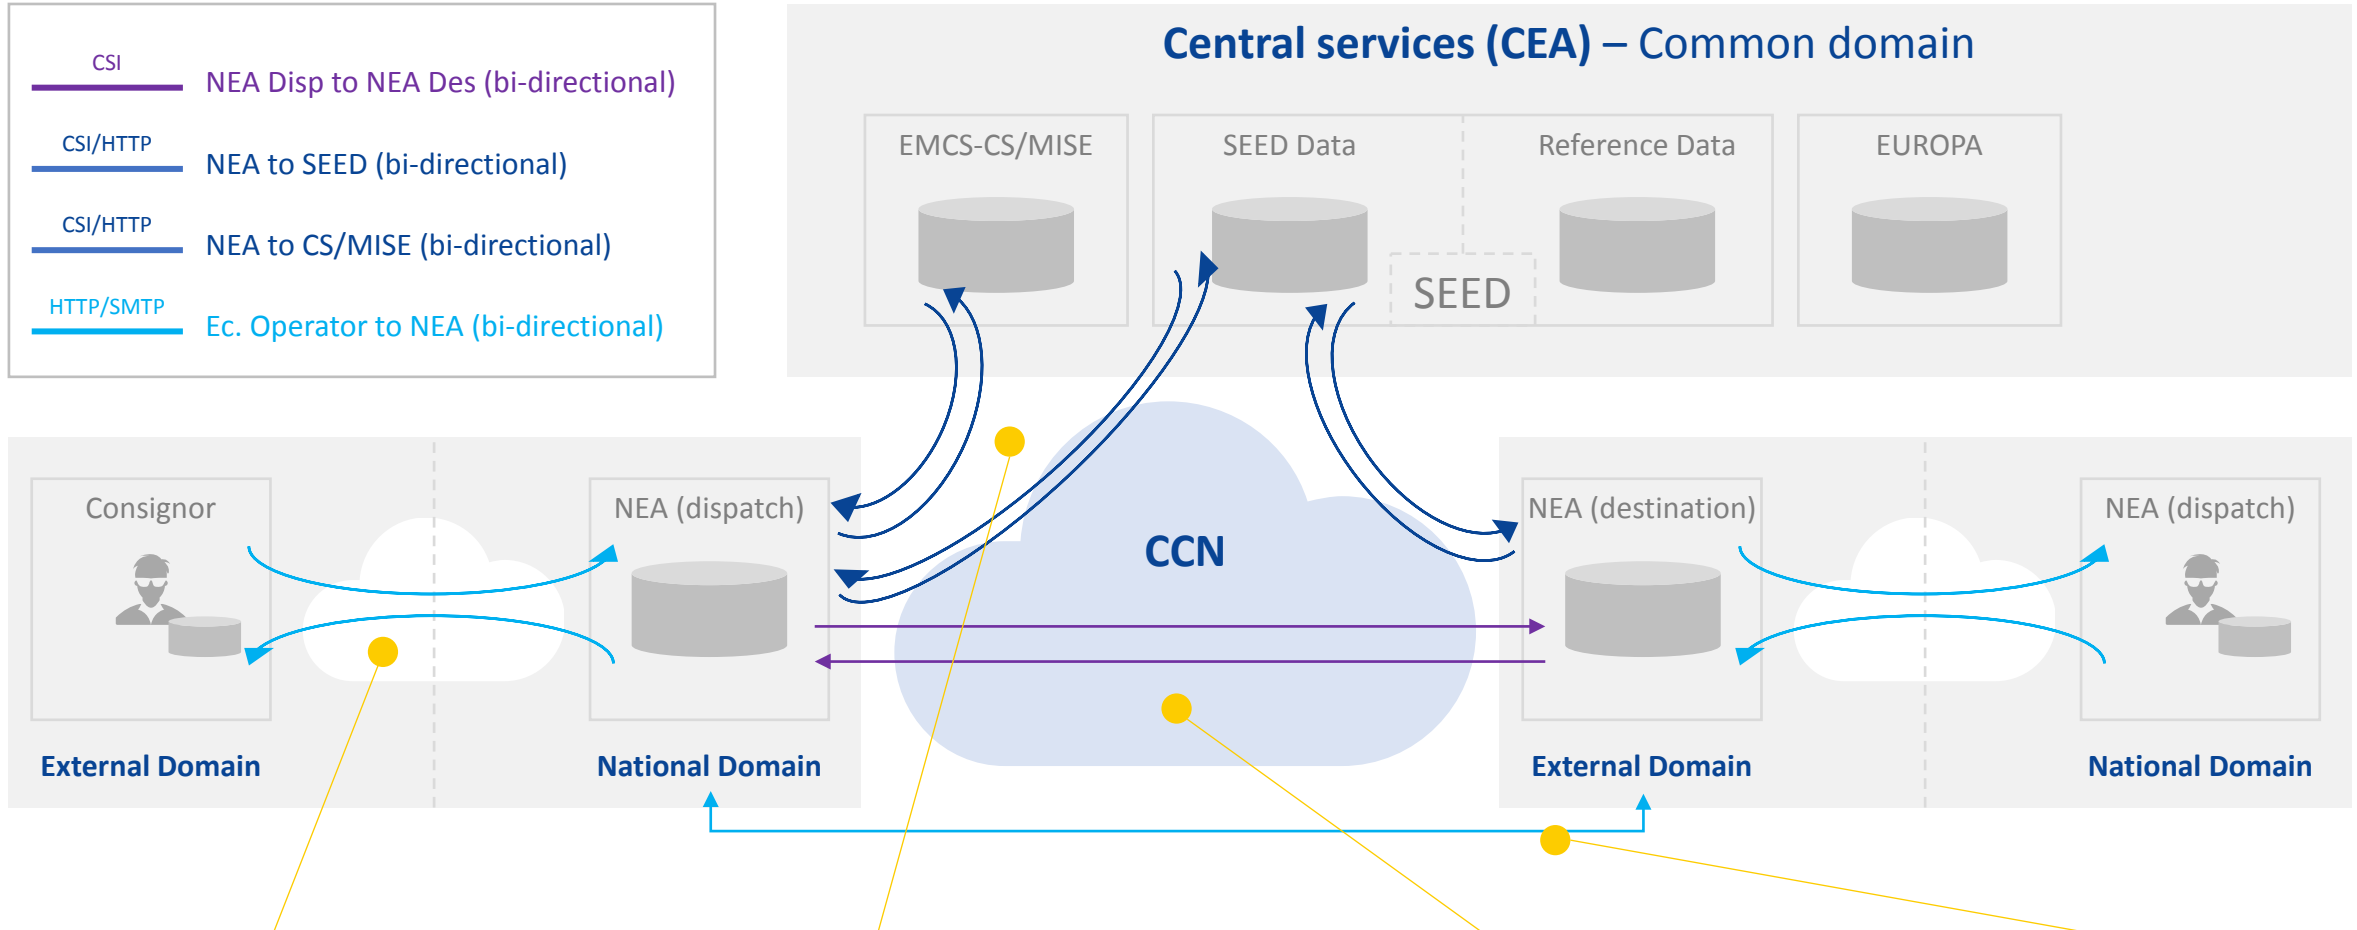 CSI
NEA Disp to NEA Des (bi-directional)
CSI/HTTP
NEA to SEED (bi-directional)
CSI/HTTP
NEA to CS/MISE (bi-directional)
HTTP/SMTP
Ec. Operator to NEA (bi-directional)
Central services (CEA) – Common domain
EMCS-CS/MISE
SEED Data
Reference Data
EUROPA
SEED
Consignor
NEA (dispatch)
CCN
NEA (destination)
NEA (dispatch)
External Domain
National Domain
External Domain
National Domain